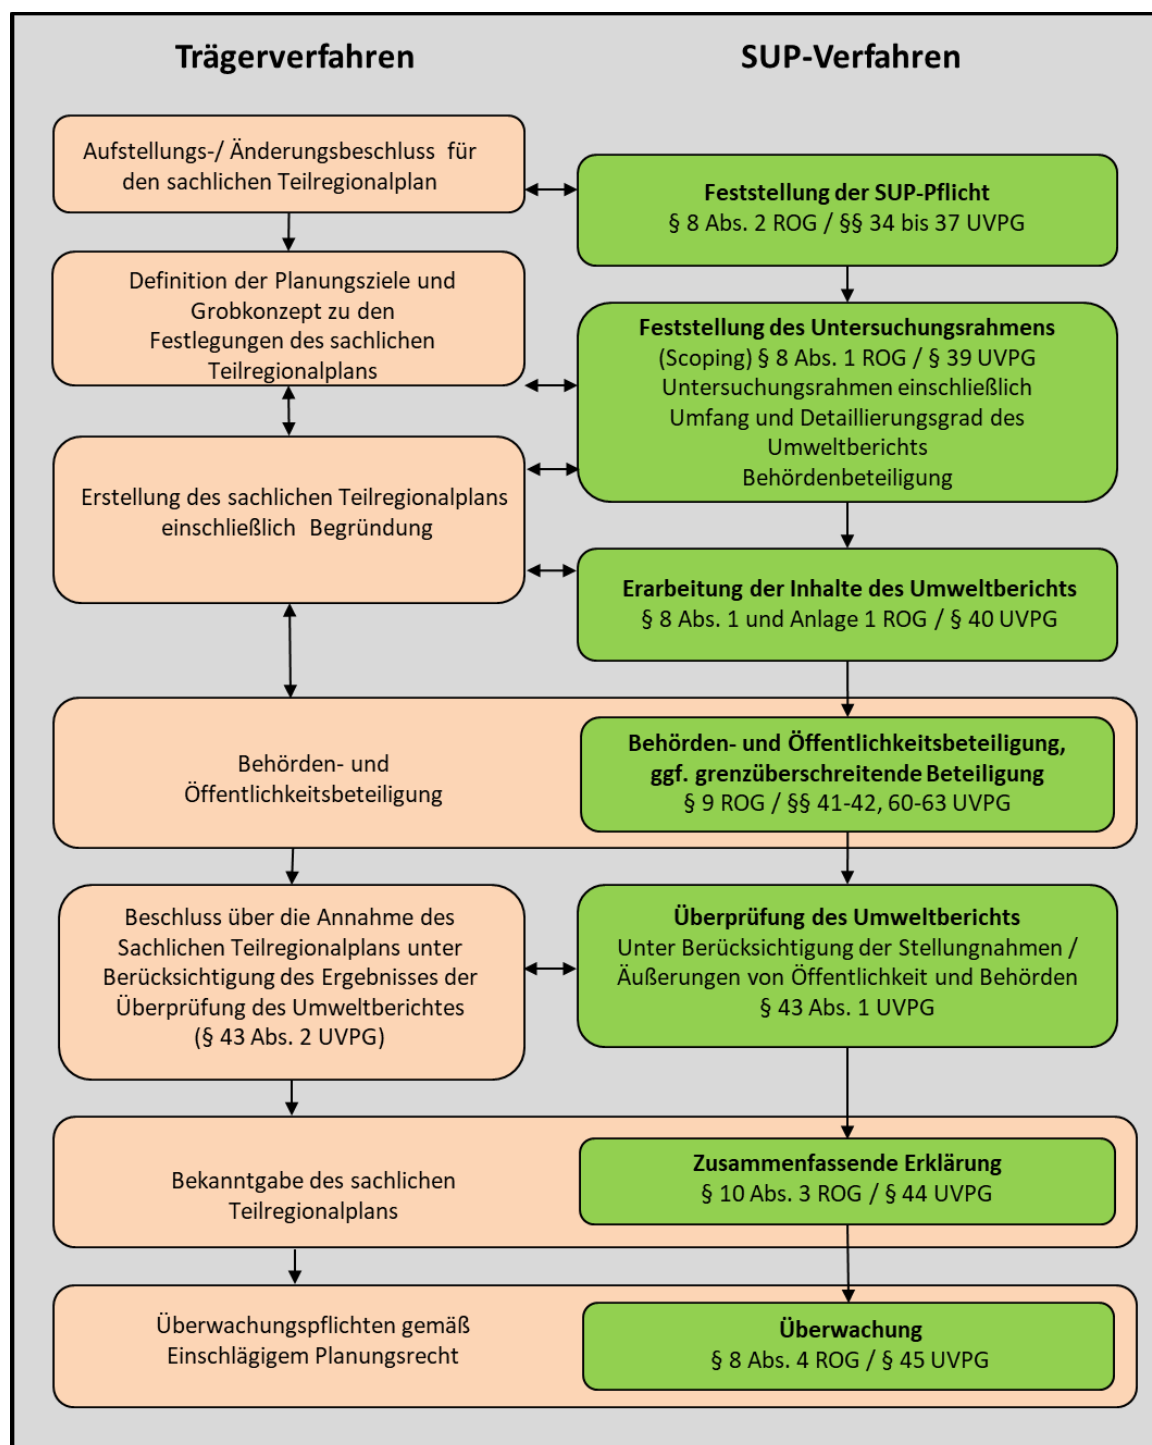 Trägerverfahren
SUP-Verfahren
Aufstellungs-/ Änderungsbeschluss für
den sachlichen Teilregionalplan
Feststellung der SUP-Pflicht
§ 8 Abs. 2 ROG / §§ 34 bis 37 UVPG
Definition der Planungsziele und
Grobkonzept zu den
Festlegungen des sachlichen
Teilregionalplans
Feststellung des Untersuchungsrahmens
(Scoping) § 8 Abs. 1 ROG / § 39 UVPG
Untersuchungsrahmen einschließlich
Umfang und Detaillierungsgrad des
Umweltberichts
Behördenbeteiligung
Erstellung des sachlichen Teilregionalplans
einschließlich Begründung
Erarbeitung der Inhalte des Umweltberichts
§ 8 Abs. 1 und Anlage 1 ROG / § 40 UVPG
Behörden- und
Öffentlichkeitsbeteiligung
Behörden- und Öffentlichkeitsbeteiligung,
ggf. grenzüberschreitende Beteiligung
§ 9 ROG / §§ 41-42, 60-63 UVPG
Beschluss über die Annahme des
Sachlichen Teilregionalplans unter
Berücksichtigung des Ergebnisses der
Überprüfung des Umweltberichtes
(§ 43 Abs. 2 UVPG)
Überprüfung des Umweltberichts
Unter Berücksichtigung der Stellungnahmen /
Äußerungen von Öffentlichkeit und Behörden
§ 43 Abs. 1 UVPG
Bekanntgabe des sachlichen
Teilregionalplans
Zusammenfassende Erklärung
§ 10 Abs. 3 ROG / § 44 UVPG
Überwachungspflichten gemäß
Einschlägigem Planungsrecht
Überwachung
§ 8 Abs. 4 ROG / § 45 UVPG